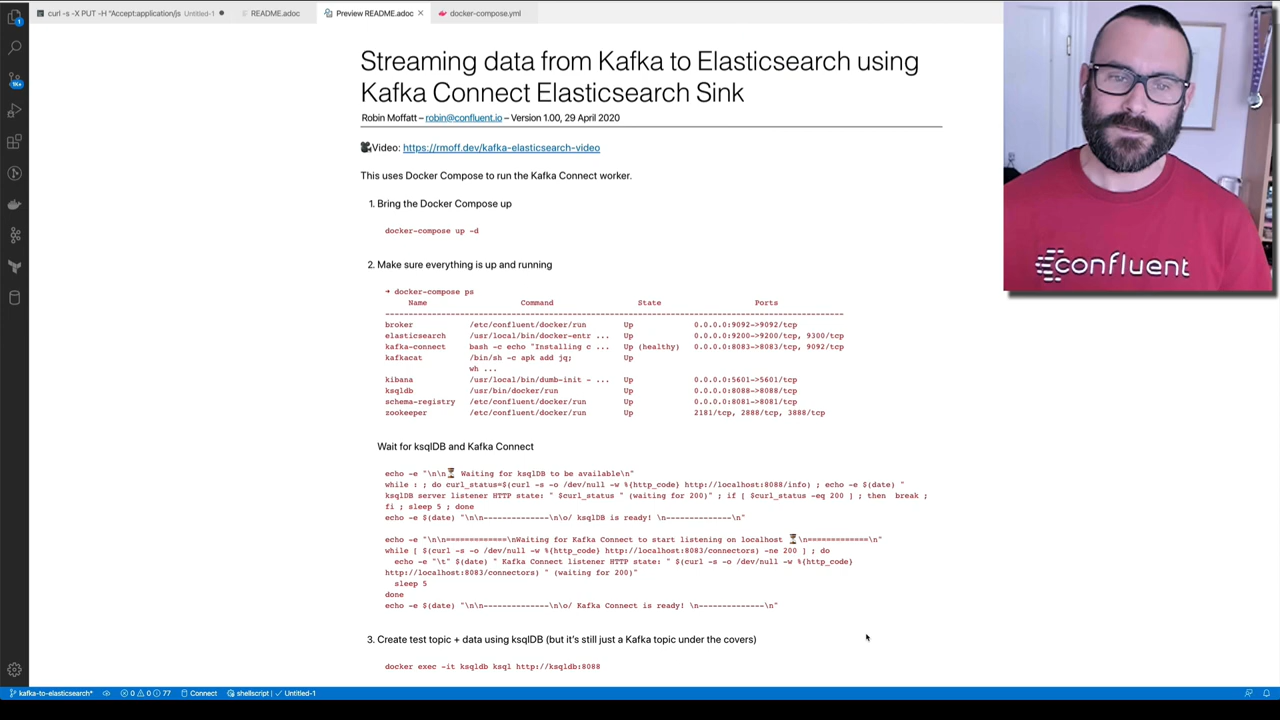 curl -s -X PUT -H "Accept:application/js Untitled-1
README.adoc
Preview README.adoc
docker-compose.yml
Streaming data from Kafka to Elasticsearch using
Kafka Connect Elasticsearch Sink
Robin Moffatt – robin@confluent.io – Version 1.00, 29 April 2020
Video: https://rmoff.dev/kafka-elasticsearch-video
This uses Docker Compose to run the Kafka Connect worker.
1. Bring the Docker Compose up
docker-compose up -d
2. Make sure everything is up and running
➜ docker-compose ps
Name Command State Ports
---------------------------------------------------------------------------------------------
broker /etc/confluent/docker/run Up 0.0.0.0:9092->9092/tcp
elasticsearch /usr/local/bin/docker-entr ... Up 0.0.0.0:9200->9200/tcp, 9300/tcp
kafka-connect bash -c echo "Installing c ... Up (healthy) 0.0.0.0:8083->8083/tcp, 9092/tcp
kafkacat /bin/sh -c apk add jq; Up
wh ...
kibana /usr/local/bin/dumb-init - ... Up 0.0.0.0:5601->5601/tcp
ksqldb /usr/bin/docker/run Up 0.0.0.0:8088->8088/tcp
schema-registry /etc/confluent/docker/run Up 0.0.0.0:8081->8081/tcp
zookeeper /etc/confluent/docker/run Up 2181/tcp, 2888/tcp, 3888/tcp
Wait for ksqlDB and Kafka Connect
echo -e "\n\n⏳ Waiting for ksqlDB to be available\n"
while : ; do curl_status=$(curl -s -o /dev/null -w %{http_code} http://localhost:8088/info) ; echo -e $(date) "
ksqlDB server listener HTTP state: " $curl_status " (waiting for 200)" ; if [ $curl_status -eq 200 ] ; then break ;
fi ; sleep 5 ; done
echo -e $(date) "\n\n--------------\n\o/ ksqlDB is ready! \n--------------\n"
echo -e "\n\n=============\nWaiting for Kafka Connect to start listening on localhost ⏳\n=============\n"
while [ $(curl -s -o /dev/null -w %{http_code} http://localhost:8083/connectors) -ne 200 ] ; do
echo -e "\t" $(date) " Kafka Connect listener HTTP state: " $(curl -s -o /dev/null -w %{http_code}
http://localhost:8083/connectors) " (waiting for 200)"
sleep 5
done
echo -e $(date) "\n\n--------------\n\o/ Kafka Connect is ready! \n--------------\n"
3. Create test topic + data using ksqlDB (but it's still just a Kafka topic under the covers)
docker exec -it ksqldb ksql http://ksqldb:8088
confluent
kafka-to-elasticsearch* 0 0 77 Connect shellscript Untitled-1